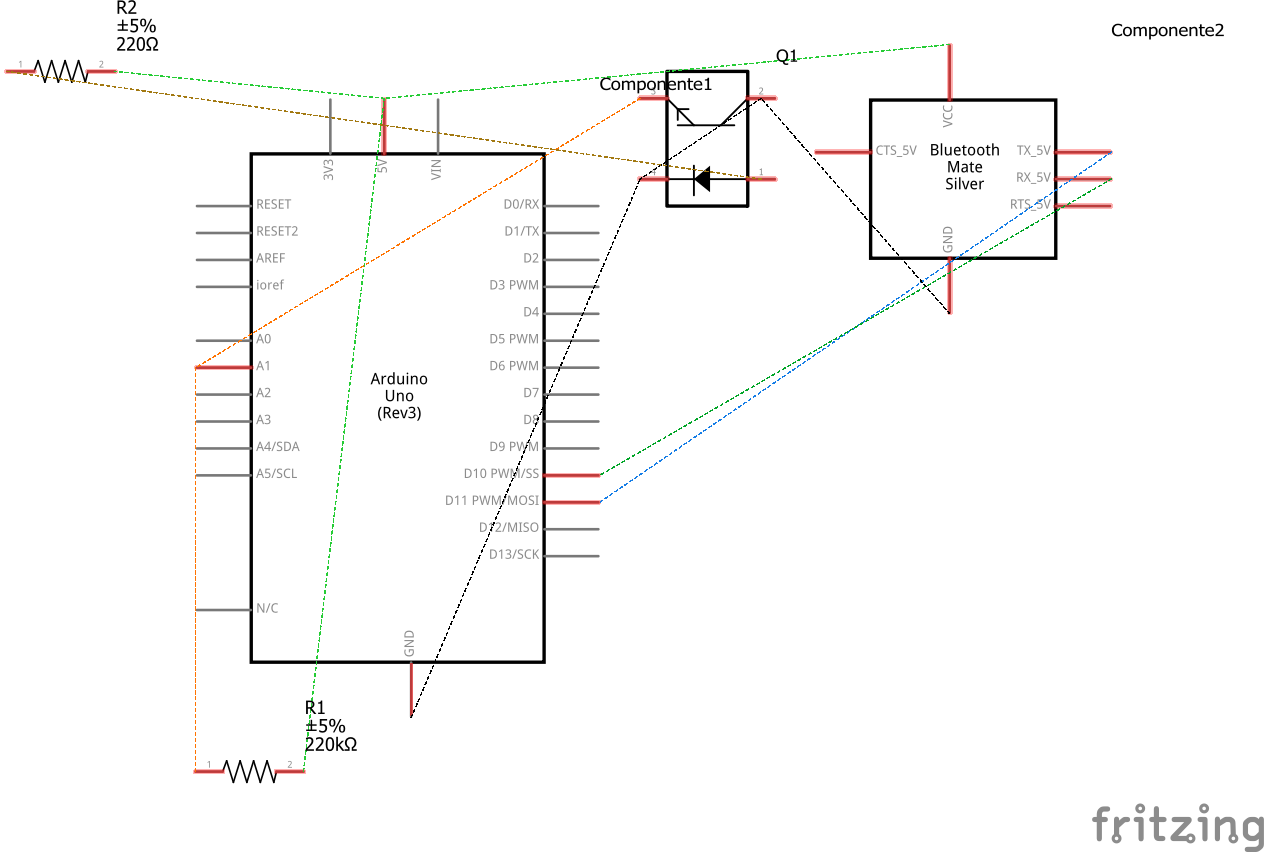 R2
±5%
220Ω
1
2
Componente2
Q1
Componente1
2
1
3V3
5V
VIN
VCC
CTS_5V
Bluetooth
Mate
Silver
TX_5V
RX_5V
RTS_5V
GND
RESET
RESET2
AREF
ioref
A0
A1
A2
A3
A4/SDA
A5/SCL
N/C
Arduino
Uno
(Rev3)
D0/RX
D1/TX
D2
D3 PWM
D4
D5 PWM
D6 PWM
D7
D8
D9 PWM
D10 PWM/SS
D11 PWM/MOSI
D12/MISO
D13/SCK
GND
R1
±5%
220kΩ
1
2
fritzing